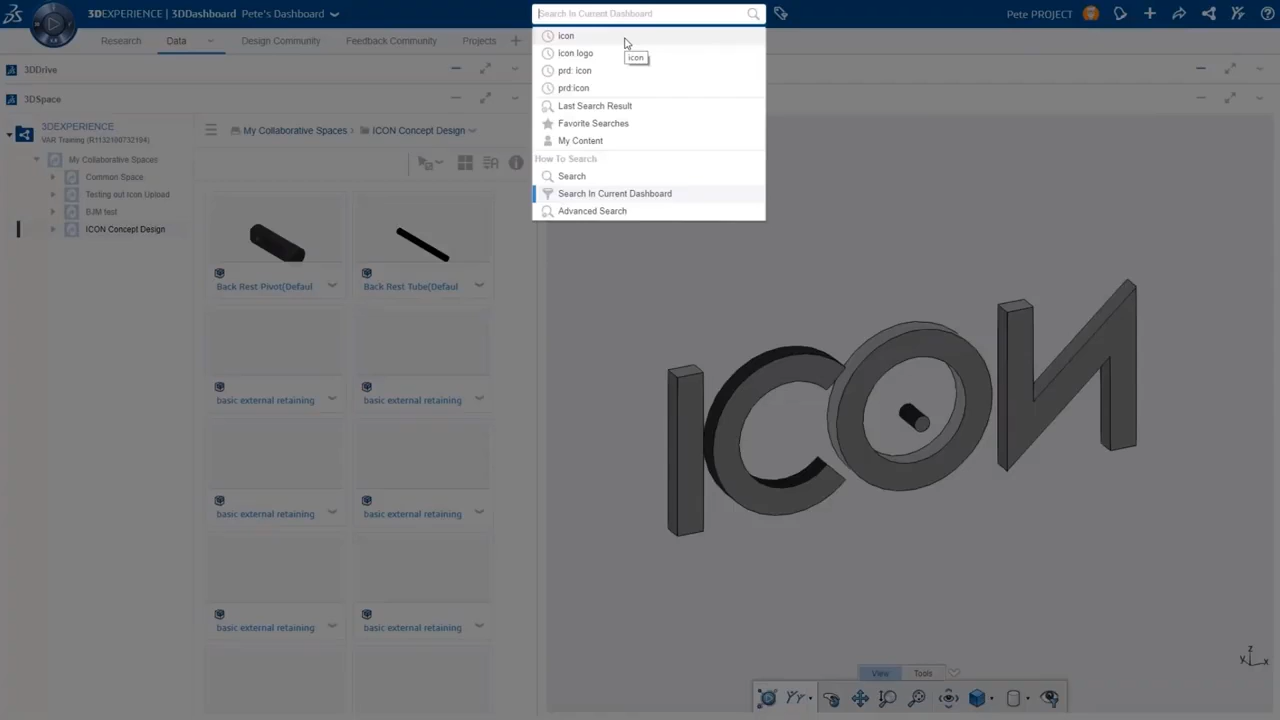 3DEXPERIENCE | 3DDashboard Pete's Dashboard
Search In Current Dashboard
Pete PROJECT
Research
Data
Design Community
Feedback Community
Projects
icon
icon logo
prd: icon
prd:icon
icon
Last Search Result
Favorite Searches
My Content
How To Search
Search
Search In Current Dashboard
Advanced Search
3DDrive
3DSpace
3DEXPERIENCE
VAR Training (R1132100732194)
My Collaborative Spaces
Common Space
Testing out Icon Upload
BJM test
ICON Concept Design
My Collaborative Spaces
ICON Concept Design
Back Rest Pivot(Defaul
Back Rest Tube(Defaul
basic external retaining
basic external retaining
basic external retaining
basic external retaining
basic external retaining
basic external retaining
ICON
View
Tools
Z
Y
X